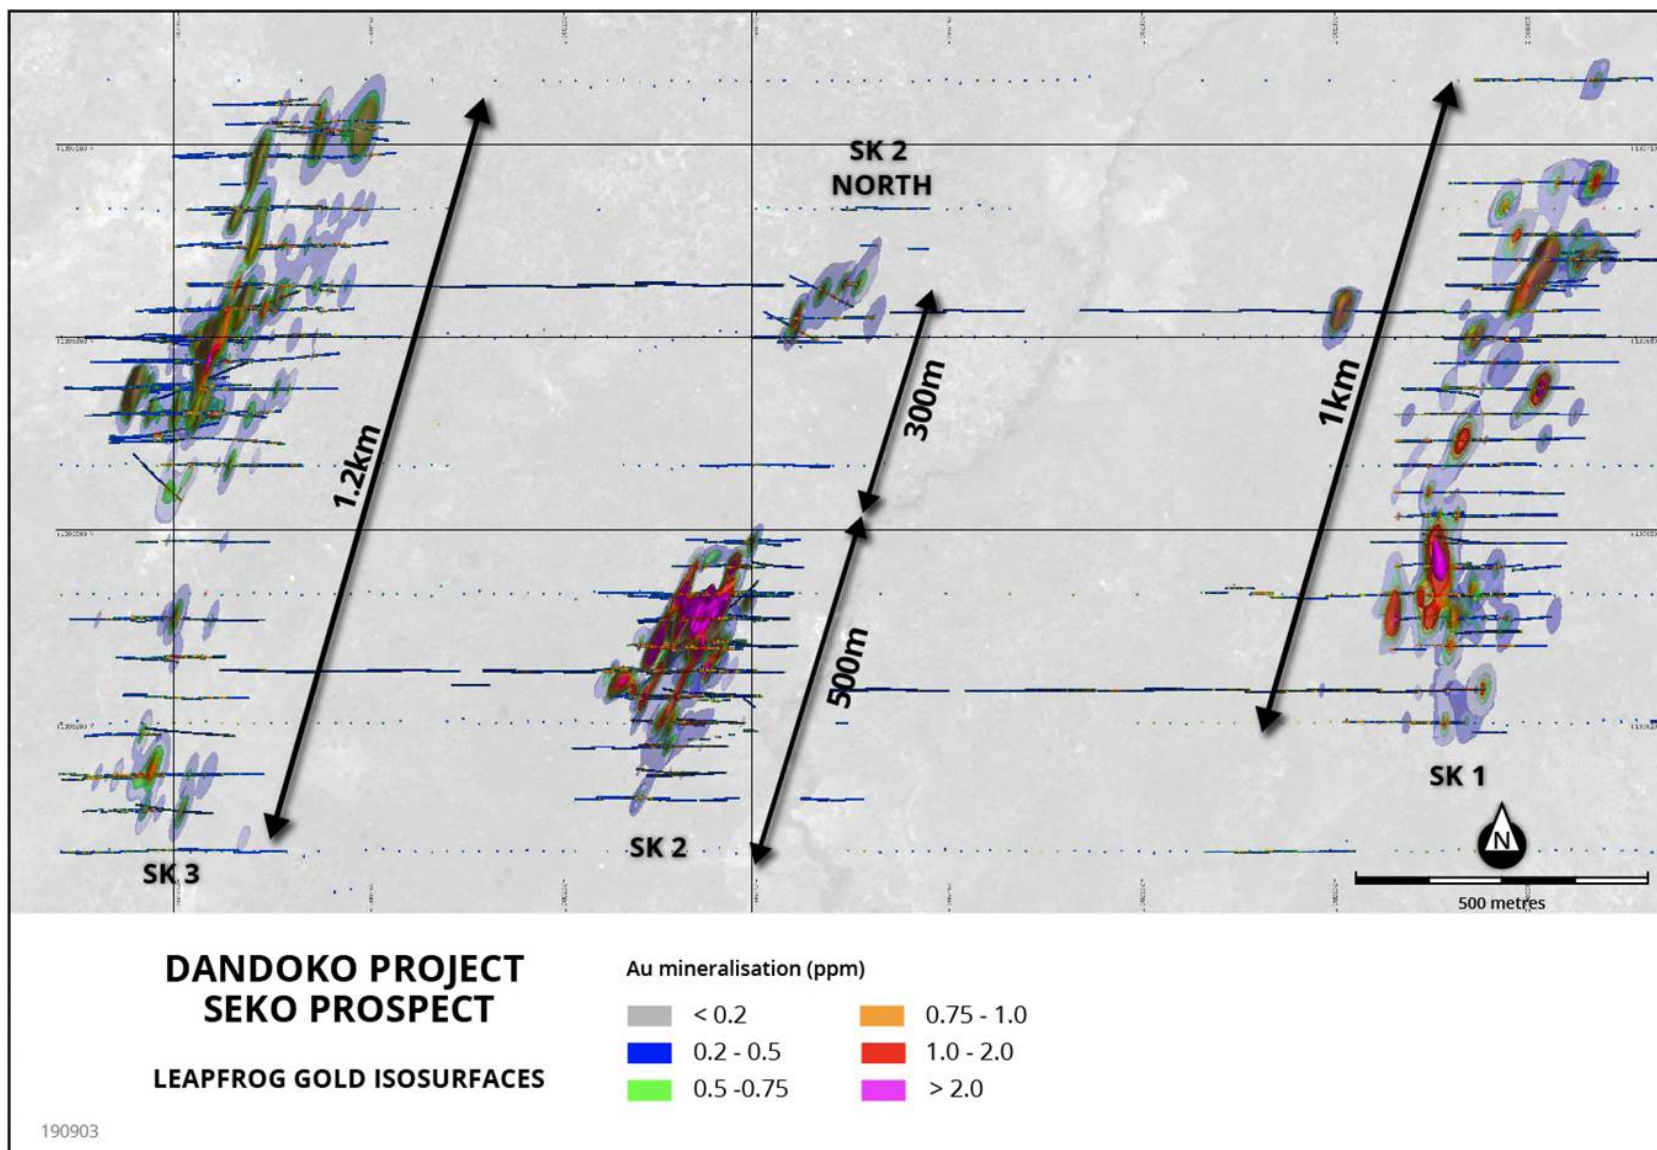 SK 2
NORTH
300m
1km
1.2km
500m
SK 1
SK 2
SK 3
N
500 metres
DANDOKO PROJECT
SEKO PROSPECT
LEAPFROG GOLD ISOSURFACES
Au mineralisation (ppm)
< 0.2
0.2 - 0.5
0.5 -0.75
0.75 - 1.0
1.0 - 2.0
> 2.0
190903